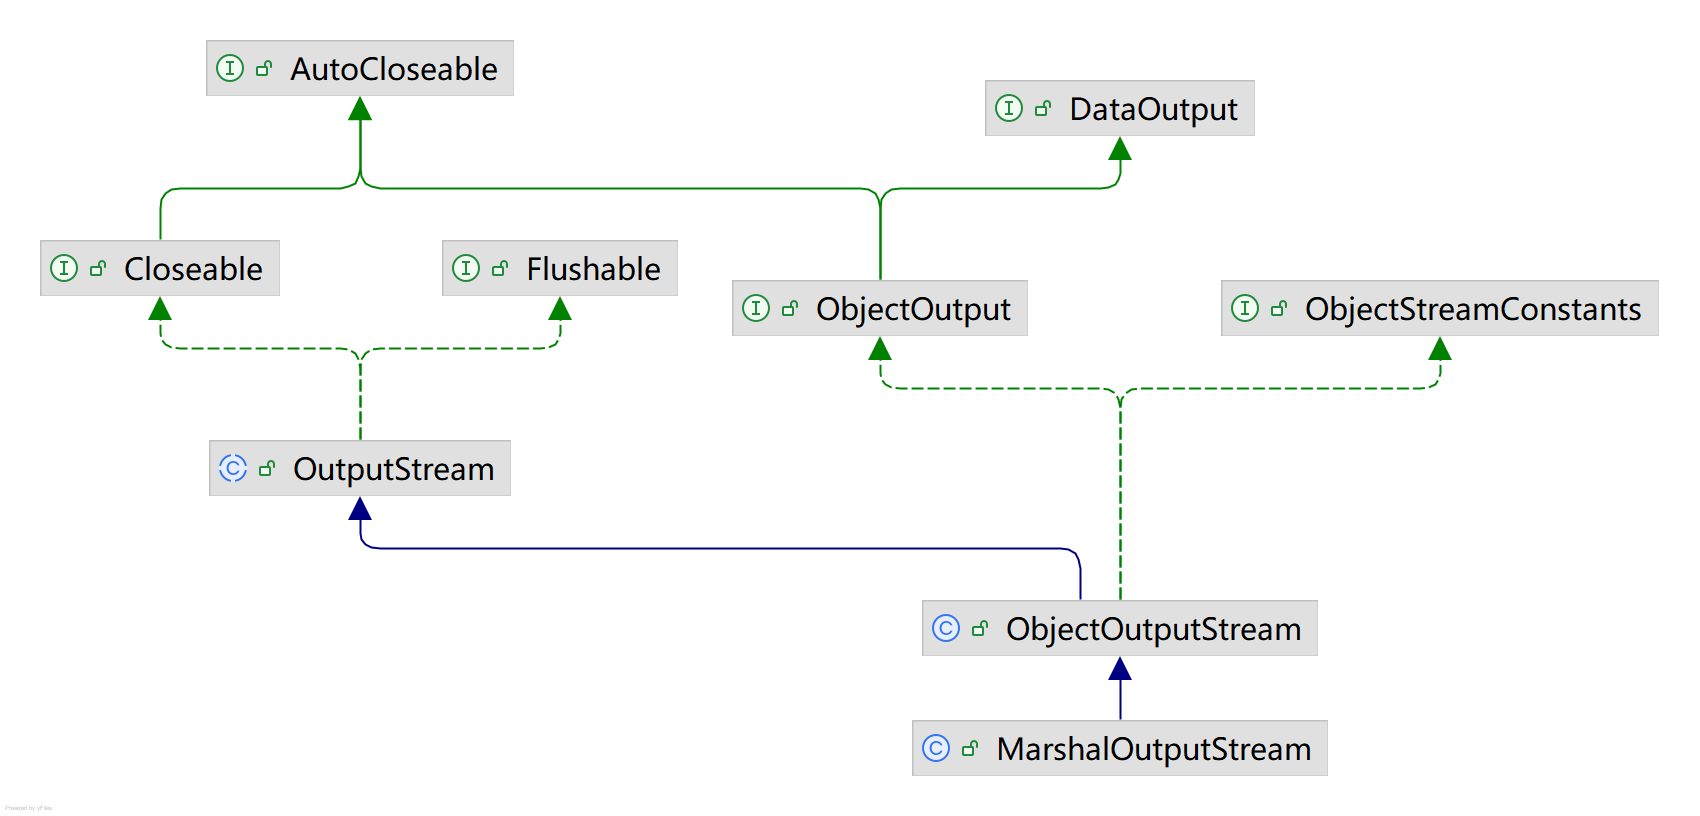 AutoCloseable
DataOutput
Closeable
Flushable
ObjectOutput
ObjectStreamConstants
OutputStream
ObjectOutputStream
MarshalOutputStream
Powered by yFiles